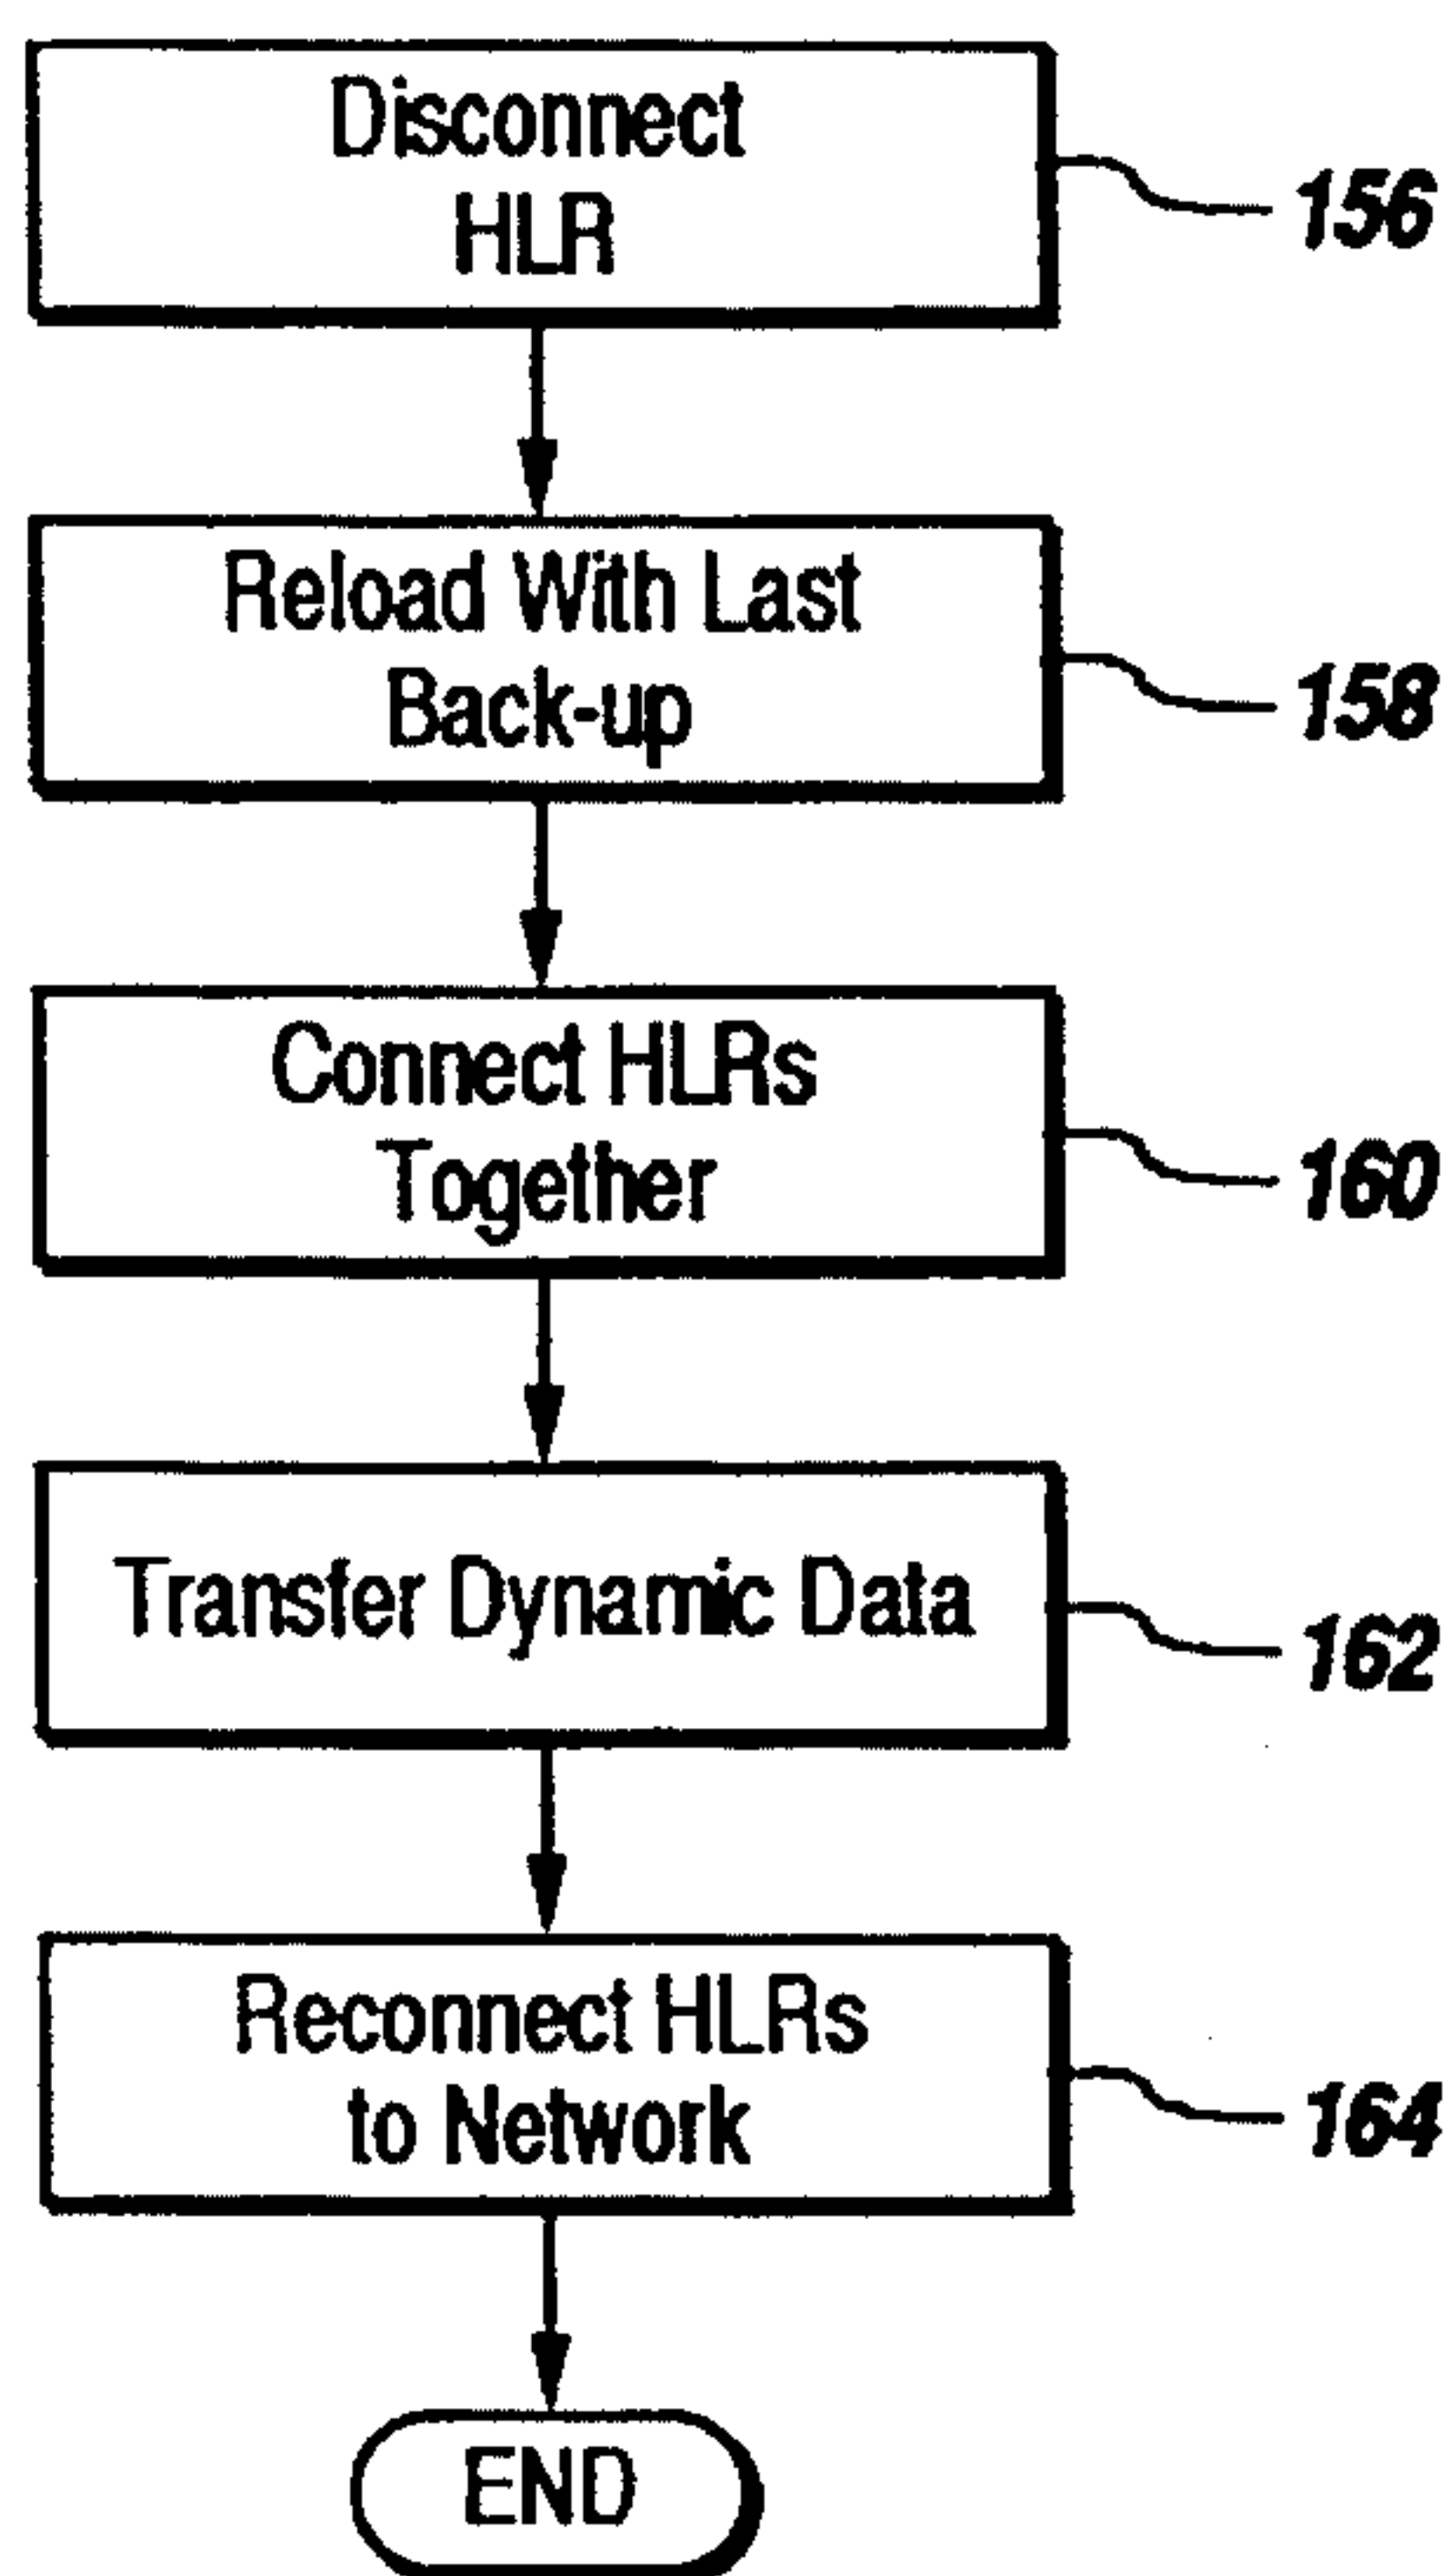 Disconnect
HLR
156
Reload With Last
Back-up
158
Connect HLRs
Together
160
Transfer Dynamic Data
162
Reconnect HLRs
to Network
164
END